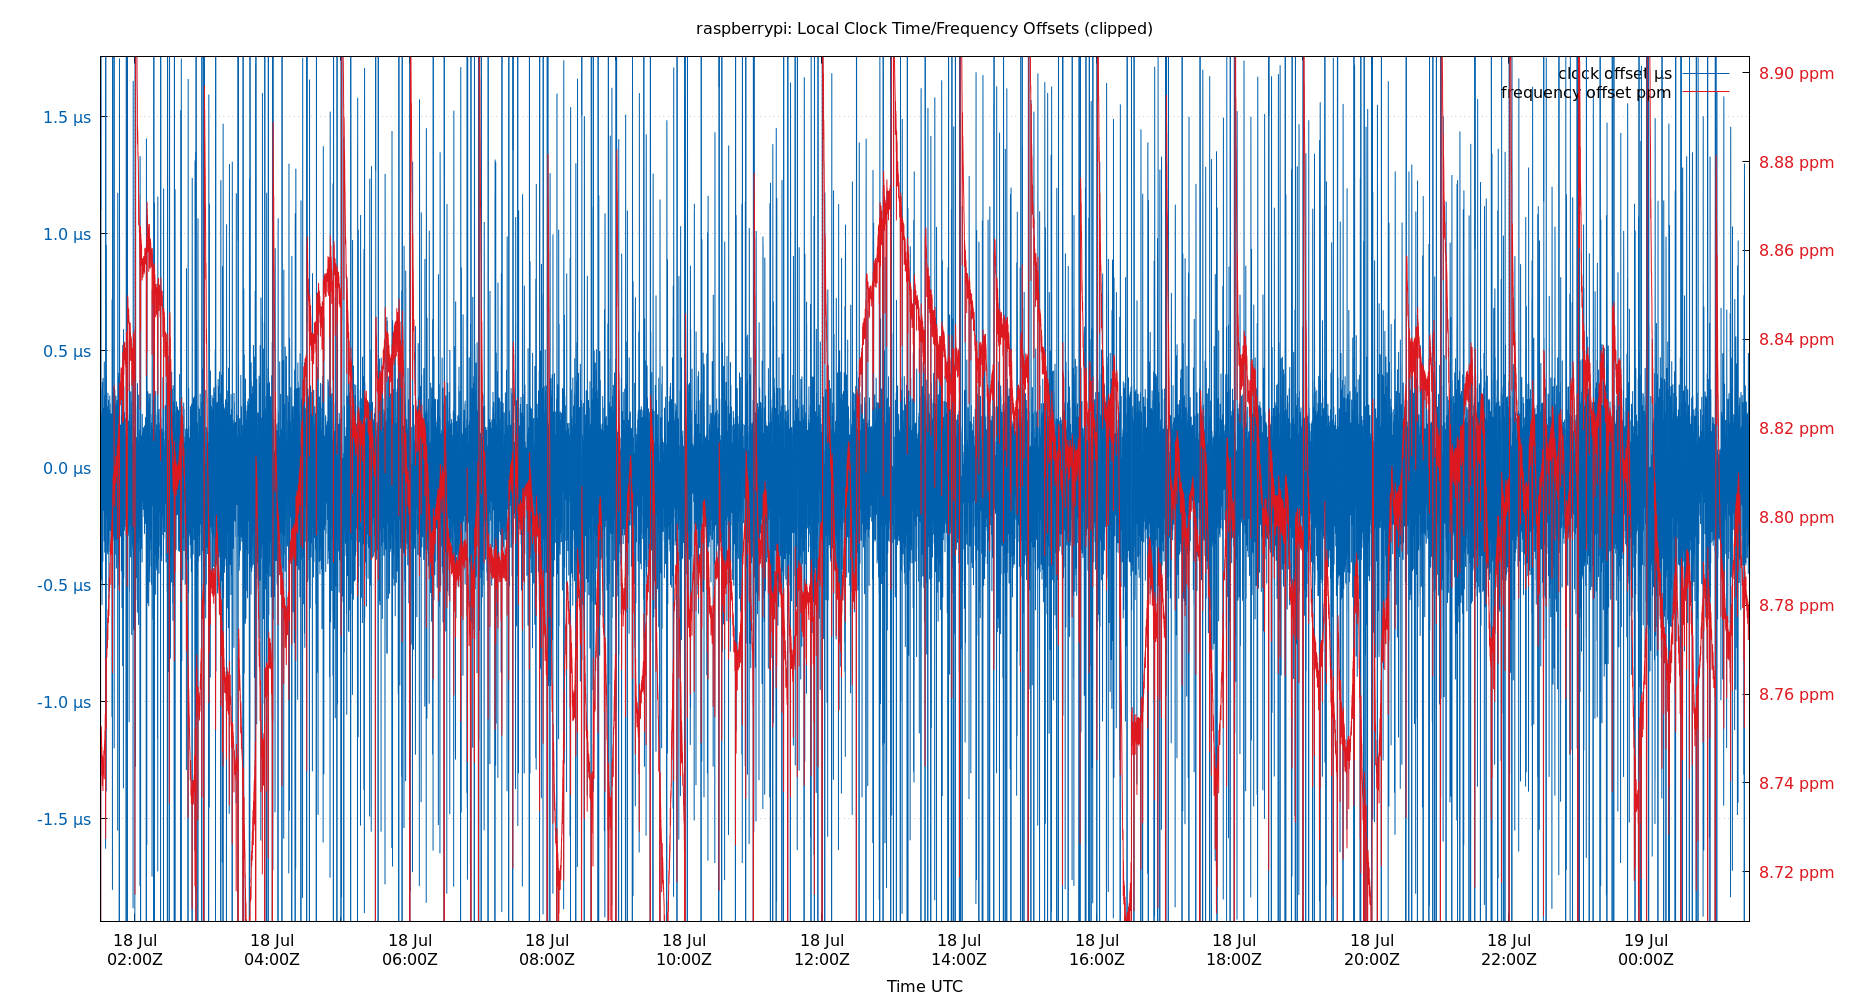 raspberrypi: Local Clock Time/Frequency Offsets (clipped)
clock offset µs
frequency offset ppm
1.5 µs
1.0 µs
0.5 µs
0.0 µs
-0.5 µs
-1.0 µs
-1.5 µs
8.90 ppm
8.88 ppm
8.86 ppm
8.84 ppm
8.82 ppm
8.80 ppm
8.78 ppm
8.76 ppm
8.74 ppm
8.72 ppm
18 Jul 18 Jul 18 Jul 18 Jul 18 Jul 18 Jul 18 Jul 18 Jul 18 Jul 18 Jul 18 Jul 19 Jul
02:00Z 04:00Z 06:00Z 08:00Z 10:00Z 12:00Z 14:00Z 16:00Z 18:00Z 20:00Z 22:00Z 00:00Z
Time UTC